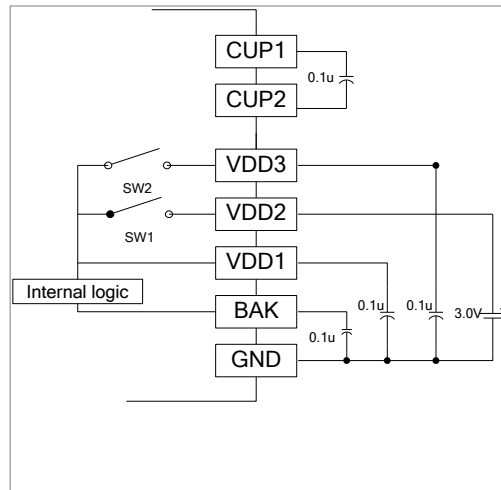 CUP1
0.1u
CUP2
VDD3
SW2
VDD2
SW1
VDD1
Internal logic
BAK
0.1u
0.1u
0.1u
3.0V
GND